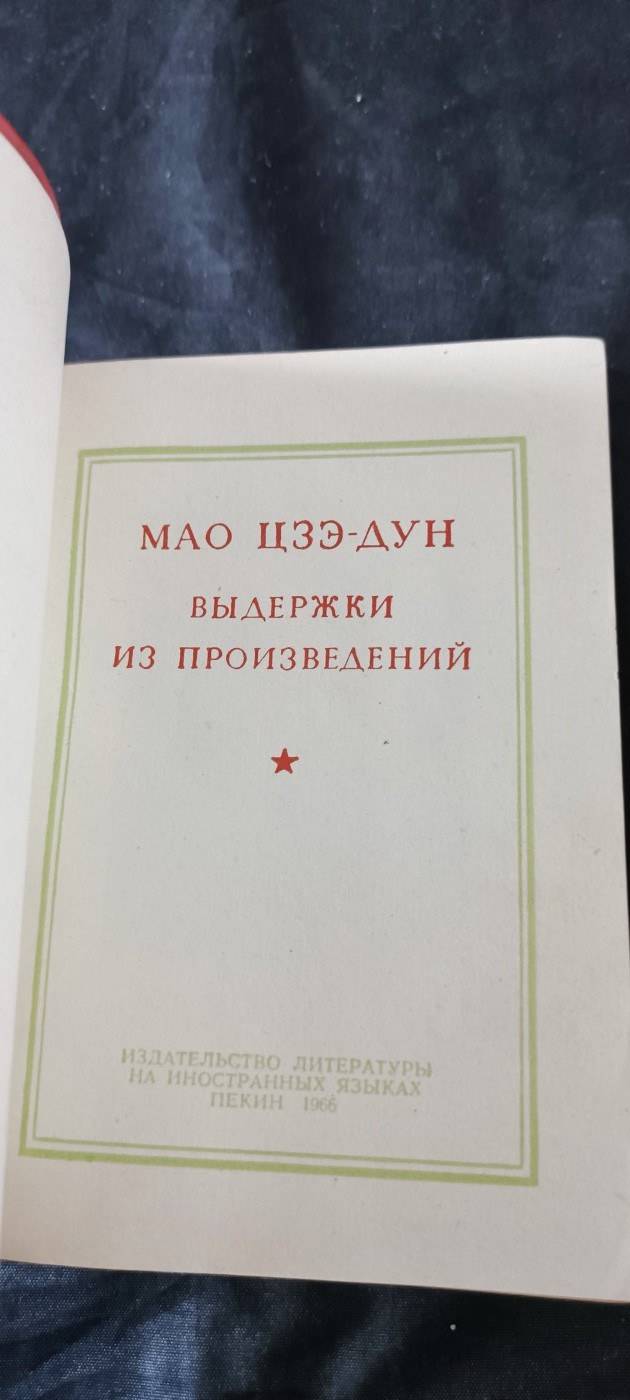 МАО ЦЗЭ-ДУН
ВЫДЕРЖКИ
ИЗ ПРОИЗВЕДЕНИЙ
ИЗДАТЕЛЬСТВО ЛИТЕРАТУРЫ
НА ИНОСТРАННЫХ ЯЗЫКАХ
ПЕКИН 1966